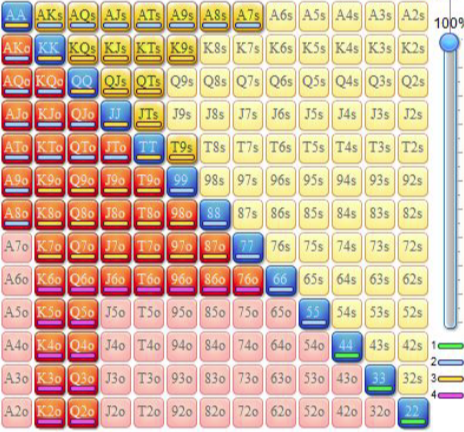 AA AKs AQs AJs ATs A9s A8s A7s A6s A5s A4s A3s A2s
100%
AKo KK KQs KJs KTs K9s K8s K7s K6s K5s K4s K3s K2s
AQo KQo QQ QJs QTs Q9s Q8s Q7s Q6s Q5s Q4s Q3s Q2s
AJo KJo QJo JJ JTs J9s J8s J7s J6s J5s J4s J3s J2s
ATo KTo QTo JTo TT T9s T8s T7s T6s T5s T4s T3s T2s
A9o K9o Q9o J9o T9o 99 98s 97s 96s 95s 94s 93s 92s
A8o K8o Q8o J8o T8o 98o 88 87s 86s 85s 84s 83s 82s
A7o K7o Q7o J7o T7o 97o 87o 77 76s 75s 74s 73s 72s
A6o K6o Q6o J6o T6o 96o 86o 76o 66 65s 64s 63s 62s
A5o K5o Q5o J5o T5o 95o 85o 75o 65o 55 54s 53s 52s
A4o K4o Q4o J4o T4o 94o 84o 74o 64o 54o 44 43s 42s
1
2
A3o K3o Q3o J3o T3o 93o 83o 73o 63o 53o 43o 33 32s
3
4
A2o K2o Q2o J2o T2o 92o 82o 72o 62o 52o 42o 32o 22